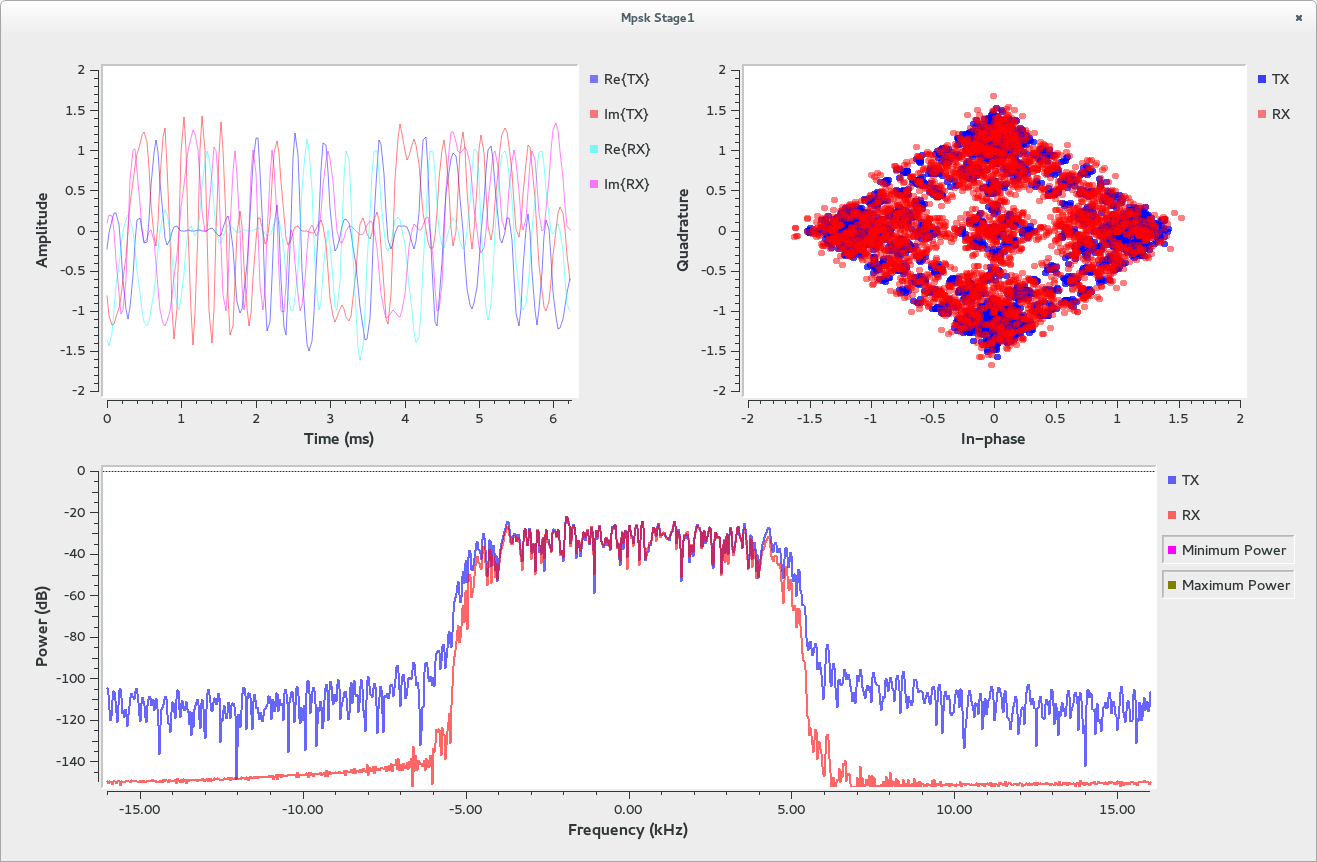 Mpsk Stage1
×
2
1.5
1
0.5
0
-0.5
-1
-1.5
-2
Amplitude
0 1 2 3 4 5 6
Time (ms)
Re{TX}
Im{TX}
Re{RX}
Im{RX}
2
1.5
1
0.5
0
-0.5
-1
-1.5
-2
Quadrature
-2 -1.5 -1 -0.5 0 0.5 1 1.5 2
In-phase
TX
RX
0
-20
-40
-60
-80
-100
-120
-140
Power (dB)
-15.00 -10.00 -5.00 0.00 5.00 10.00 15.00
Frequency (kHz)
TX
RX
Minimum Power
Maximum Power